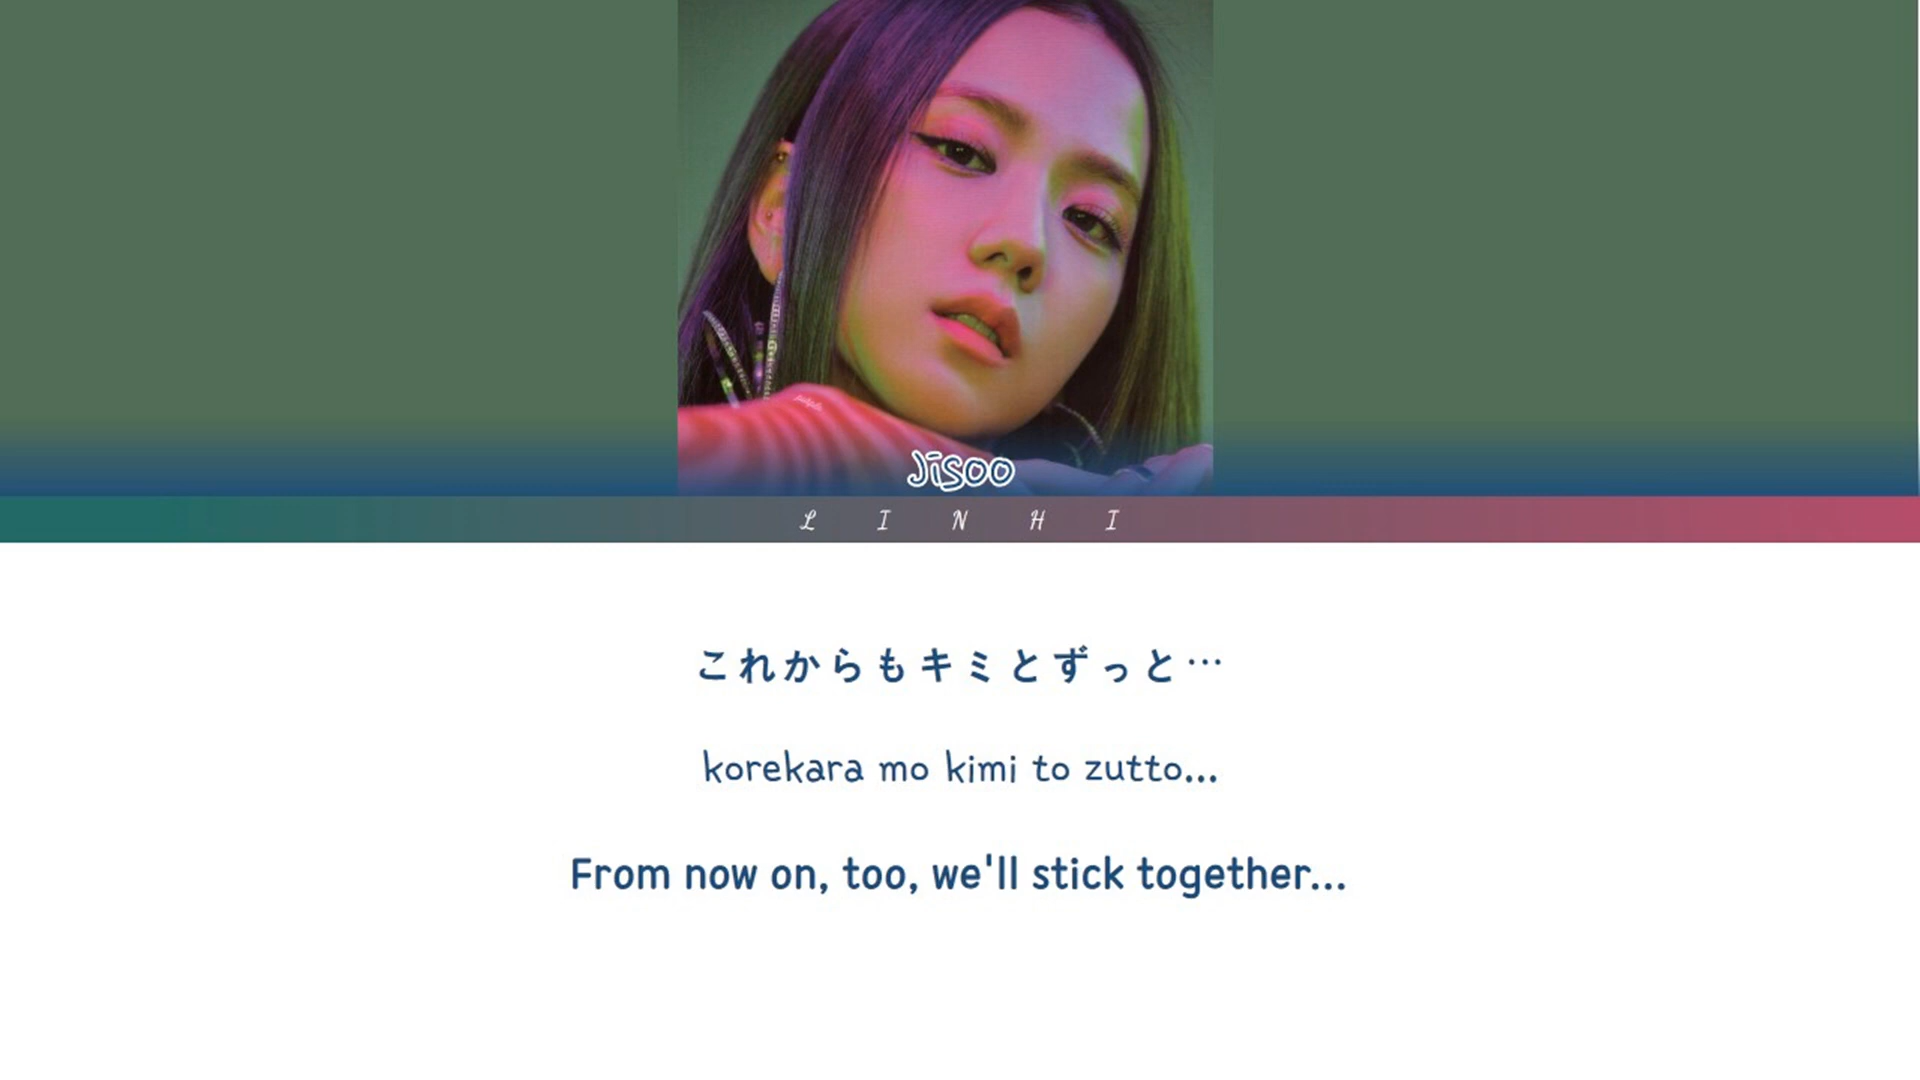 Jisoo
L I N H I
これからもキミとずっと…
korekara mo kimi to zutto...
From now on, too, we'll stick together...